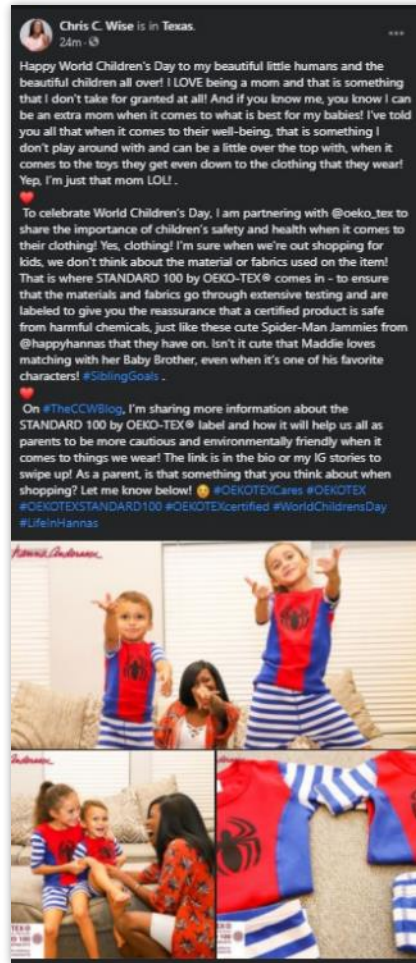 Chris C. Wise is in Texas.
24m ·
Happy World Children's Day to my beautiful little humans and the
beautiful children all over! I LOVE being a mom and that is something
that I don't take for granted at all! And if you know me, you know I can
be an extra mom when it comes to what is best for my babies! I've told
you all that when it comes to their well-being, that is something I
don't play around with and can be a little over the top with, when it
comes to the toys they get even down to the clothing that they wear!
Yep, I'm just that mom LOL! .
❤️
To celebrate World Children's Day, I am partnering with @oeko_tex to
share the importance of children's safety and health when it comes to
their clothing! Yes, clothing! I'm sure when we're out shopping for
kids, we don't think about the material or fabrics used on the item!
That is where STANDARD 100 by OEKO-TEX® comes in - to ensure
that the materials and fabrics go through extensive testing and are
labeled to give you the reassurance that a certified product is safe
from harmful chemicals, just like these cute Spider-Man Jammies from
@happyhannas that they have on. Isn't it cute that Maddie loves
matching with her Baby Brother, even when it's one of his favorite
characters! #SiblingGoals .
❤️
On #TheCCWBlog, I'm sharing more information about the
STANDARD 100 by OEKO-TEX® label and how it will help us all as
parents to be more cautious and environmentally friendly when it
comes to things we wear! The link is in the bio or my IG stories to
swipe up! As a parent, is that something that you think about when
shopping? Let me know below! 😊 #OEKOTEXCares #OEKOTEX
#OEKOTEXSTANDARD100 #OEKOTEXcertified #WorldChildrensDay
#LifeInHannas
hanna Andersson
Andersson